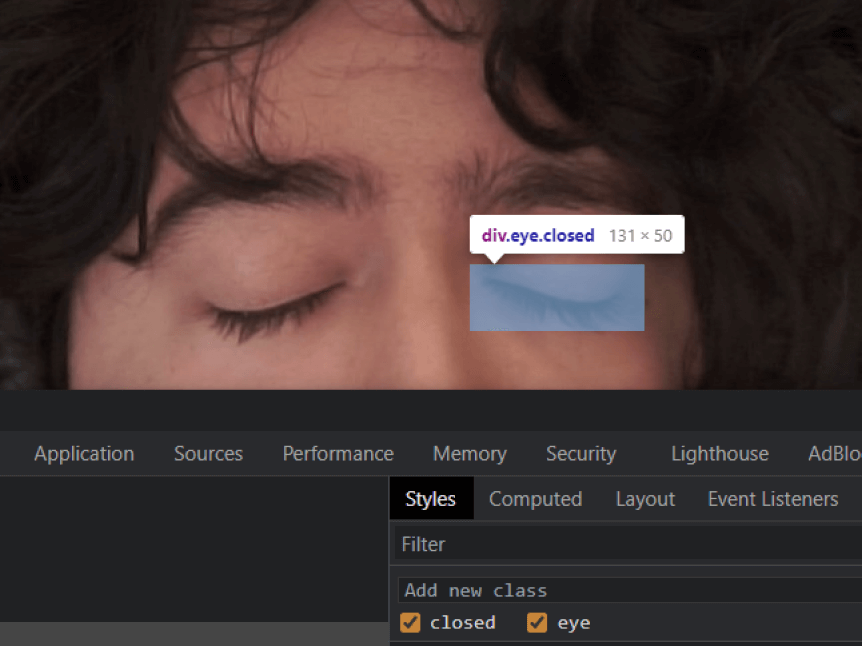 div.eye.closed 131 × 50
Application Sources Performance Memory Security Lighthouse AdBlo
Styles Computed Layout Event Listeners
Filter
Add new class
closed eye